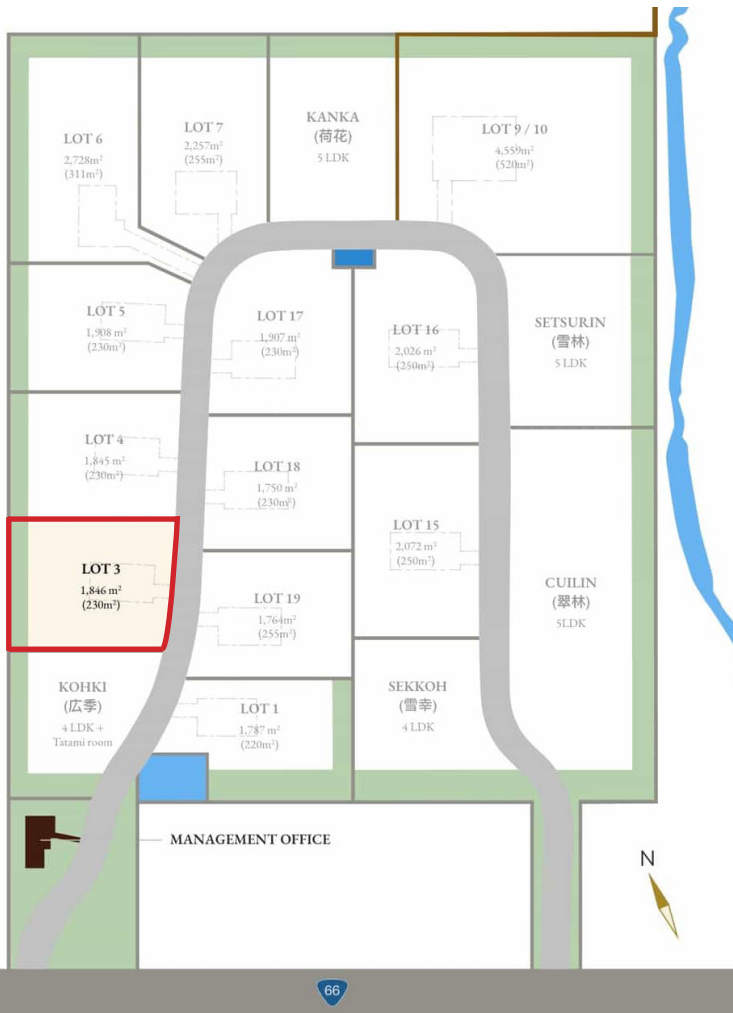 LOT 6
2,728m²
(311m²)
LOT 7
2,257m²
(255m²)
KANKA
(荷花)
5 LDK
LOT 9 / 10
4,559m²
(520m²)
LOT 5
1,908 m²
(230m²)
LOT 17
1,907 m²
(230m²)
LOT 16
2,026 m²
(250m²)
SETSURIN
(雪林)
5 LDK
LOT 4
1,845 m²
(230m²)
LOT 18
1,750 m²
(230m²)
LOT 15
2,072 m²
(250m²)
LOT 3
1,846 m²
(230m²)
LOT 19
1,764m²
(255m²)
CUILIN
(翠林)
5LDK
KOHKI
(広季)
4 LDK +
Tatami room
LOT 1
1,787 m²
(220m²)
SEKKOH
(雪幸)
4 LDK
MANAGEMENT OFFICE
N
66